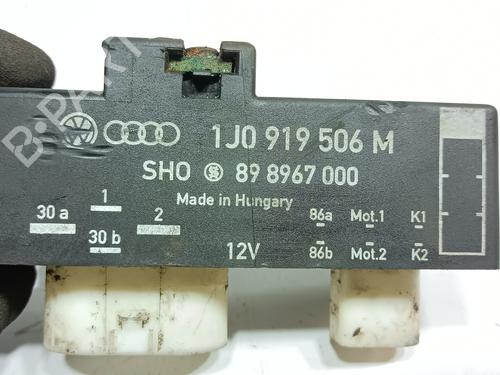 B-PARTS
1J0 919 506 M
SHO 89 8967 000
Made in Hungary
30 a 1 2 86a Mot.1 K1
30 b 12V 86b Mot.2 K2